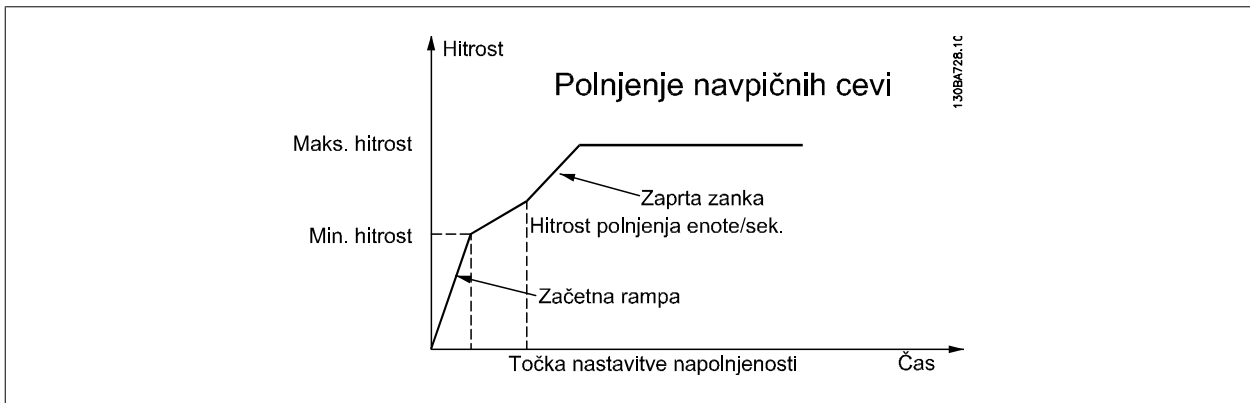 Hitrost
Polnjenje navpičnih cevi
130BA728.10
Maks. hitrost
Zaprta zanka
Hitrost polnjenja enote/sek.
Min. hitrost
Začetna rampa
Točka nastavitve napolnjenosti
Čas